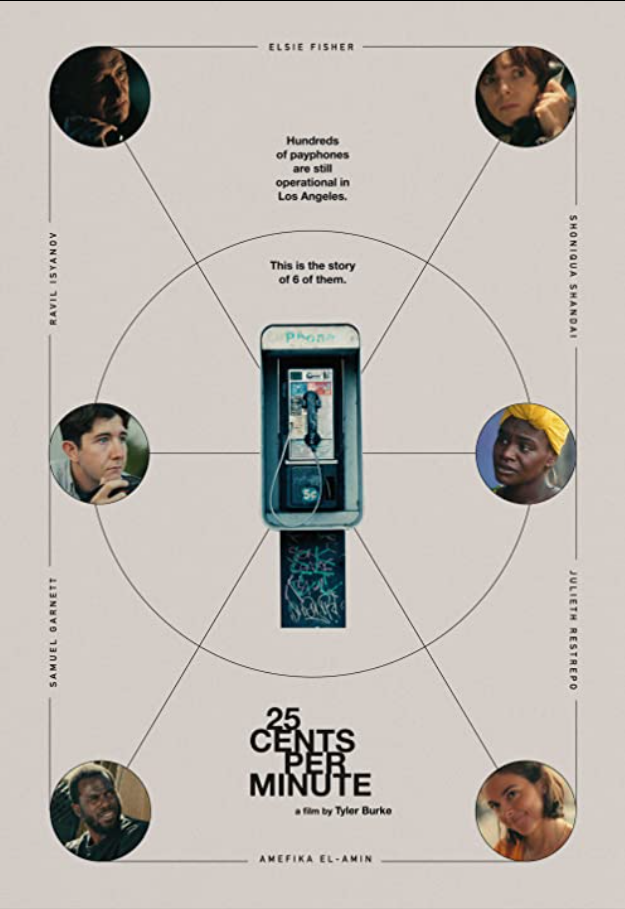 ELSIE FISHER
Hundreds
of payphones
are still
operational in
Los Angeles.
This is the story
of 6 of them.
RAVIL ISYANOV
SHONIQUA SHANDAI
Phone
SAMUEL GARNETT
JULIETH RESTREPO
25
CENTS
PER
MINUTE
a film by Tyler Burke
AMEFIKA EL-AMIN